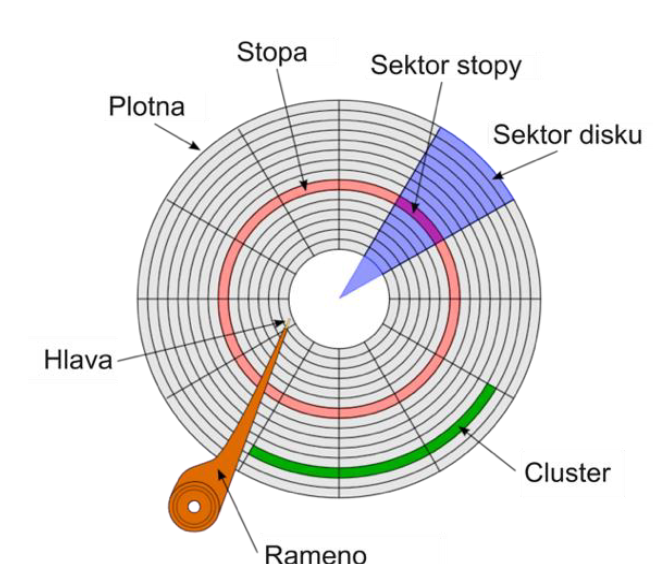 Stopa
Sektor stopy
Plotna
Sektor disku
Hlava
Cluster
Rameno